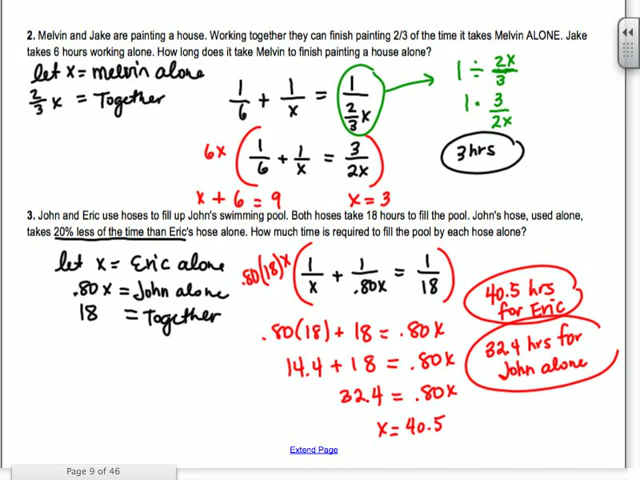 2. Melvin and Jake are painting a house. Working together they can finish painting 2/3 of the time it takes Melvin ALONE. Jake
takes 6 hours working alone. How long does it take Melvin to finish painting a house alone?
let x = melvin alone
2/3 x = Together
1/6 + 1/x = 1/(2/3 x)
1 ÷ 2x/3
1 · 3/2x
6x (1/6 + 1/x = 3/2x)
3 hrs
x + 6 = 9 x = 3
3. John and Eric use hoses to fill up John's swimming pool. Both hoses take 18 hours to fill the pool. John's hose, used alone,
takes 20% less of the time than Eric's hose alone. How much time is required to fill the pool by each hose alone?
let x = Eric alone
.80x = John alone
18 = Together
.80(18)x (1/x + 1/.80x = 1/18)
.80(18) + 18 = .80x
14.4 + 18 = .80x
32.4 = .80x
x = 40.5
40.5 hrs
for Eric
32.4 hrs for
John alone
Extend Page
Page 9 of 46